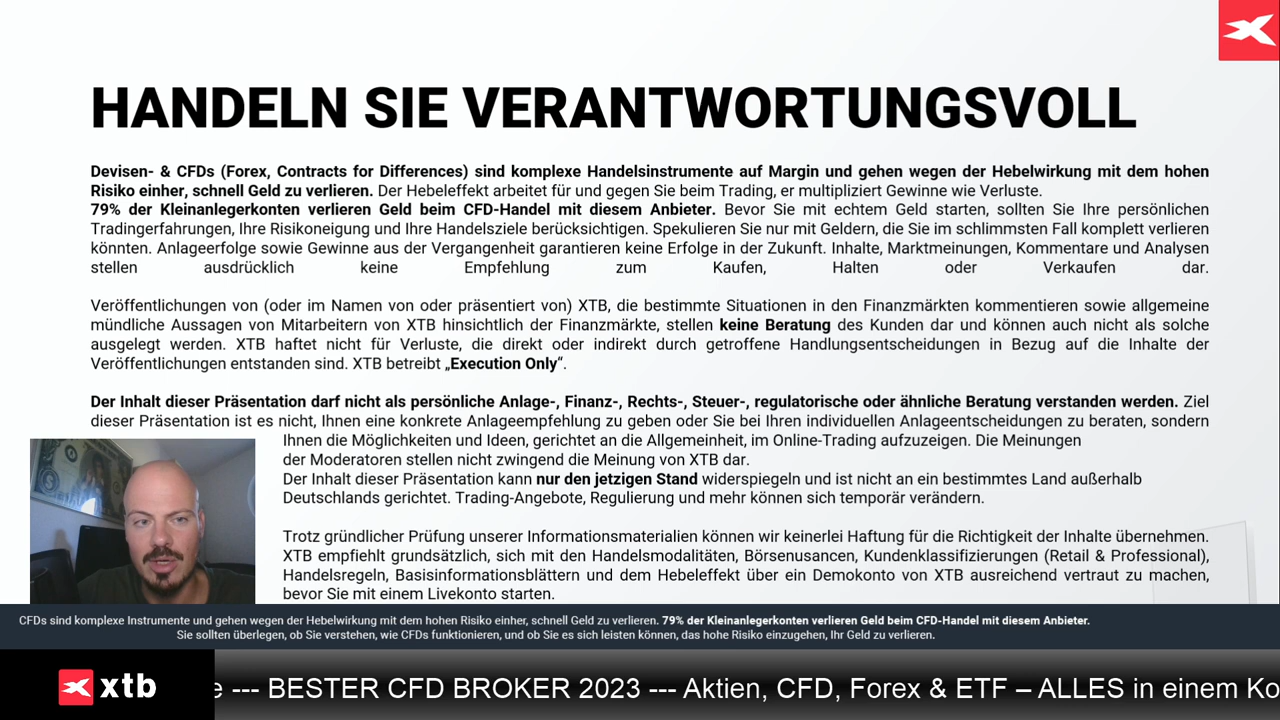 HANDELN SIE VERANTWORTUNGSVOLL
Devisen- & CFDs (Forex, Contracts for Differences) sind komplexe Handelsinstrumente auf Margin und gehen wegen der Hebelwirkung mit dem hohen
Risiko einher, schnell Geld zu verlieren. Der Hebeleffekt arbeitet für und gegen Sie beim Trading, er multipliziert Gewinne wie Verluste.
79% der Kleinanlegerkonten verlieren Geld beim CFD-Handel mit diesem Anbieter. Bevor Sie mit echtem Geld starten, sollten Sie Ihre persönlichen
Tradingerfahrungen, Ihre Risikoneigung und Ihre Handelsziele berücksichtigen. Spekulieren Sie nur mit Geldern, die Sie im schlimmsten Fall komplett verlieren
könnten. Anlageerfolge sowie Gewinne aus der Vergangenheit garantieren keine Erfolge in der Zukunft. Inhalte, Marktmeinungen, Kommentare und Analysen
stellen ausdrücklich keine Empfehlung zum Kaufen, Halten oder Verkaufen dar.
Veröffentlichungen von (oder im Namen von oder präsentiert von) XTB, die bestimmte Situationen in den Finanzmärkten kommentieren sowie allgemeine
mündliche Aussagen von Mitarbeitern von XTB hinsichtlich der Finanzmärkte, stellen keine Beratung des Kunden dar und können auch nicht als solche
ausgelegt werden. XTB haftet nicht für Verluste, die direkt oder indirekt durch getroffene Handlungsentscheidungen in Bezug auf die Inhalte der
Veröffentlichungen entstanden sind. XTB betreibt „Execution Only“.
Der Inhalt dieser Präsentation darf nicht als persönliche Anlage-, Finanz-, Rechts-, Steuer-, regulatorische oder ähnliche Beratung verstanden werden. Ziel
dieser Präsentation ist es nicht, Ihnen eine konkrete Anlageempfehlung zu geben oder Sie bei Ihren individuellen Anlageentscheidungen zu beraten, sondern
Ihnen die Möglichkeiten und Ideen, gerichtet an die Allgemeinheit, im Online-Trading aufzuzeigen. Die Meinungen
der Moderatoren stellen nicht zwingend die Meinung von XTB dar.
Der Inhalt dieser Präsentation kann nur den jetzigen Stand widerspiegeln und ist nicht an ein bestimmtes Land außerhalb
Deutschlands gerichtet. Trading-Angebote, Regulierung und mehr können sich temporär verändern.
Trotz gründlicher Prüfung unserer Informationsmaterialien können wir keinerlei Haftung für die Richtigkeit der Inhalte übernehmen.
XTB empfiehlt grundsätzlich, sich mit den Handelsmodalitäten, Börsenusancen, Kundenklassifizierungen (Retail & Professional),
Handelsregeln, Basisinformationsblättern und dem Hebeleffekt über ein Demokonto von XTB ausreichend vertraut zu machen,
bevor Sie mit einem Livekonto starten.
CFDs sind komplexe Instrumente und gehen wegen der Hebelwirkung mit dem hohen Risiko einher, schnell Geld zu verlieren. 79% der Kleinanlegerkonten verlieren Geld beim CFD-Handel mit diesem Anbieter.
Sie sollten überlegen, ob Sie verstehen, wie CFDs funktionieren, und ob Sie es sich leisten können, das hohe Risiko einzugehen, Ihr Geld zu verlieren.
xtb e --- BESTER CFD BROKER 2023 --- Aktien, CFD, Forex & ETF – ALLES in einem Ko